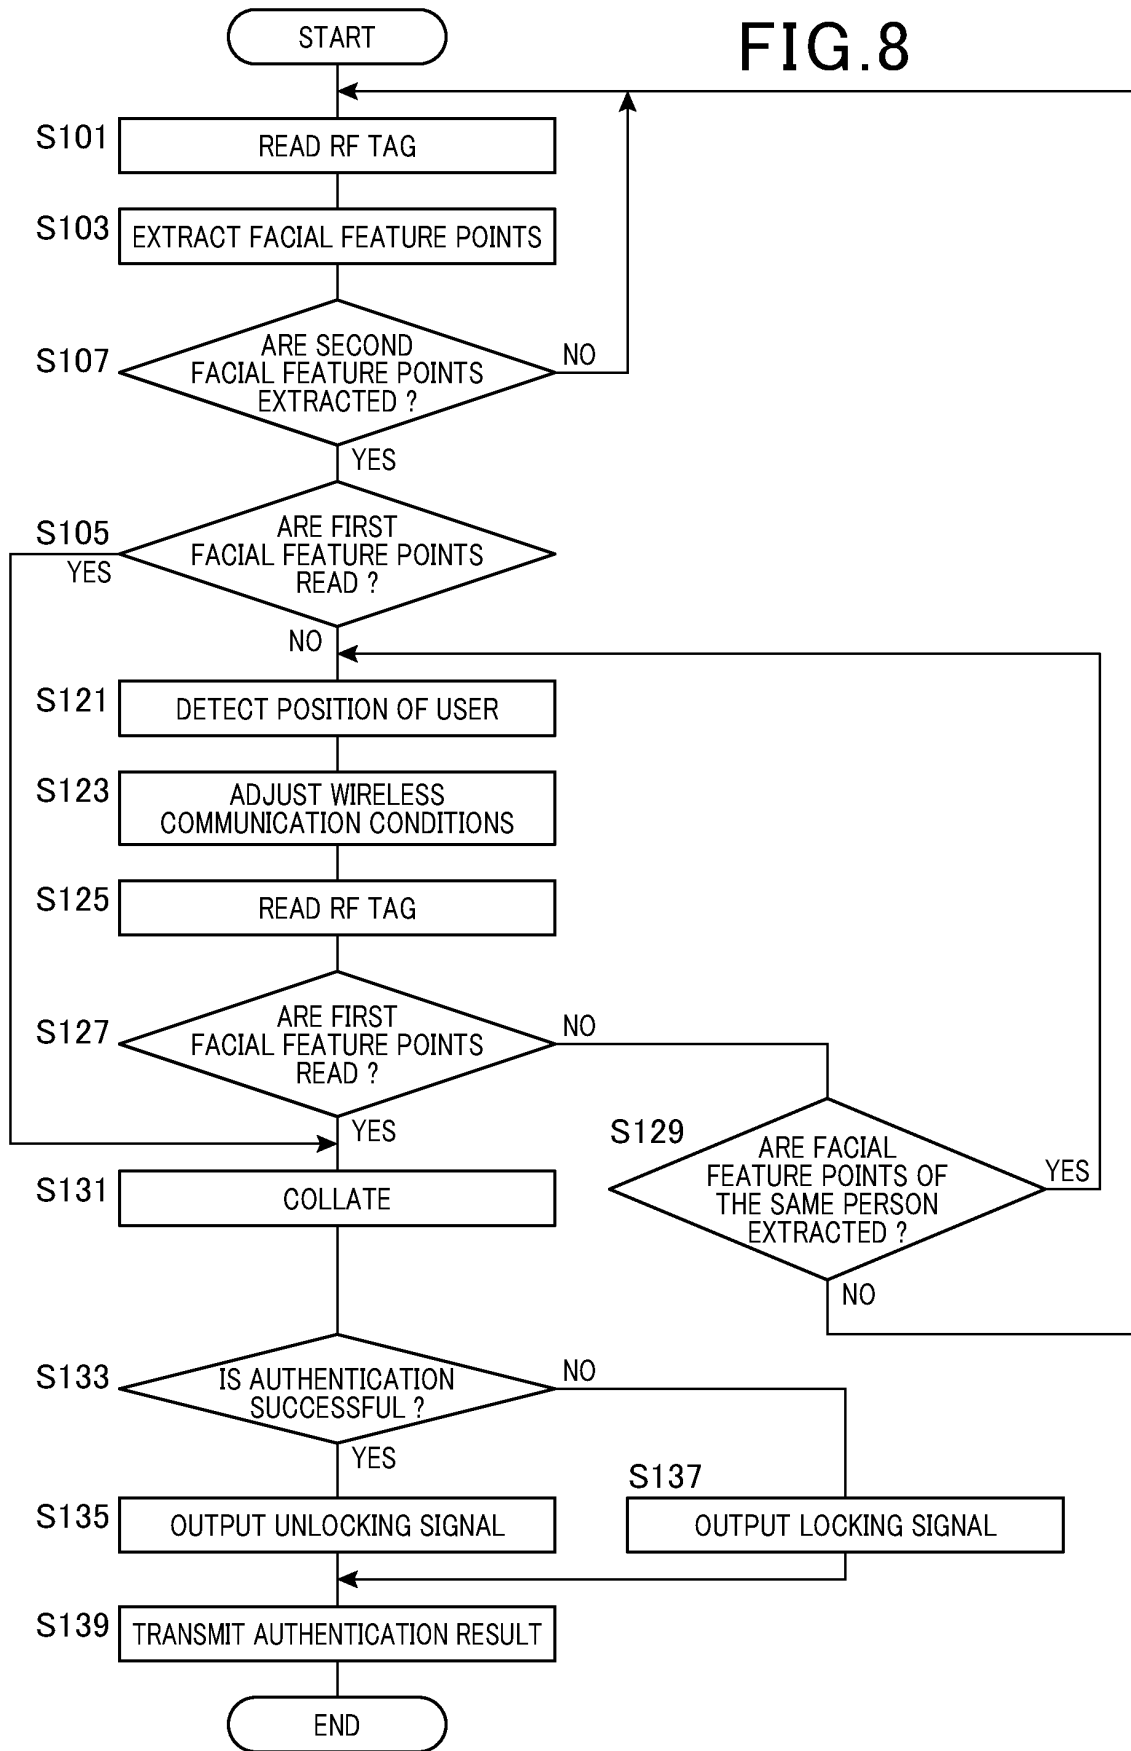 START
FIG.8
S101
READ RF TAG
S103
EXTRACT FACIAL FEATURE POINTS
S107
ARE SECOND
FACIAL FEATURE POINTS
EXTRACTED ?
NO
YES
S105
ARE FIRST
FACIAL FEATURE POINTS
READ ?
YES
NO
S121
DETECT POSITION OF USER
S123
ADJUST WIRELESS
COMMUNICATION CONDITIONS
S125
READ RF TAG
S127
ARE FIRST
FACIAL FEATURE POINTS
READ ?
NO
YES
S129
ARE FACIAL
FEATURE POINTS OF
THE SAME PERSON
EXTRACTED ?
YES
NO
S131
COLLATE
S133
IS AUTHENTICATION
SUCCESSFUL ?
NO
YES
S135
OUTPUT UNLOCKING SIGNAL
S137
OUTPUT LOCKING SIGNAL
S139
TRANSMIT AUTHENTICATION RESULT
END